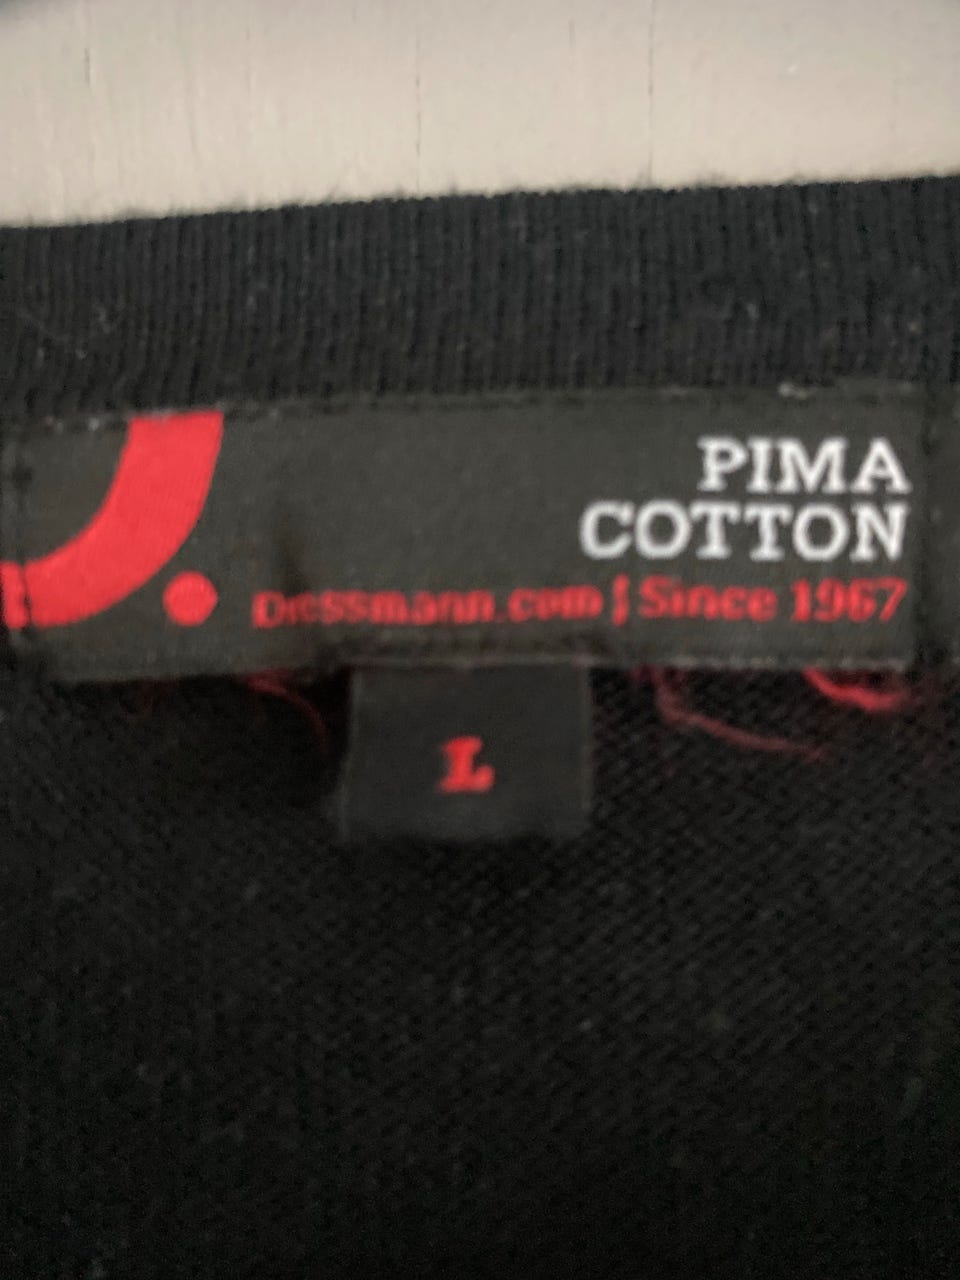 PIMA
COTTON
Dressmann.com | Since 1967
L